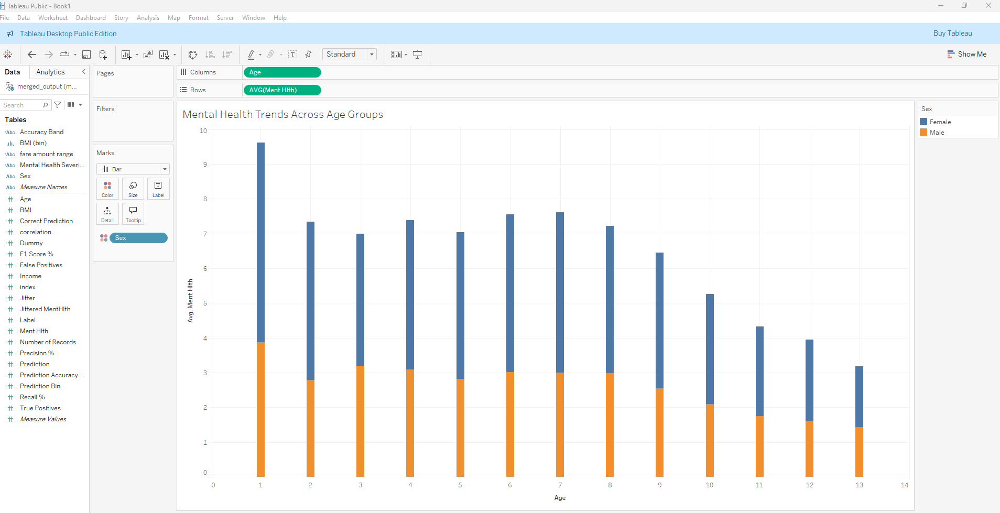 Tableau Public - Book1
File Data Worksheet Dashboard Story Analysis Map Format Server Window Help
Tableau Desktop Public Edition
Buy Tableau
Standard
Show Me
Data Analytics
merged_output (m...
Search
Tables
Accuracy Band
BMI (bin)
fare amount range
Mental Health Severi...
Sex
Measure Names
Age
BMI
Correct Prediction
correlation
Dummy
F1 Score %
False Positives
Income
index
Jitter
Jittered MentHlth
Label
Ment Hlth
Number of Records
Precision %
Prediction
Prediction Accuracy ...
Prediction Bin
Recall %
True Positives
Measure Values
Pages
Filters
Marks
Bar
Color Size Label
Detail Tooltip
Sex
Columns Age
Rows AVG(Ment Hlth)
Mental Health Trends Across Age Groups
10
9
8
7
6
5
4
3
2
1
0
Avg. Ment Hlth
0 1 2 3 4 5 6 7 8 9 10 11 12 13 14
Age
Sex
Female
Male